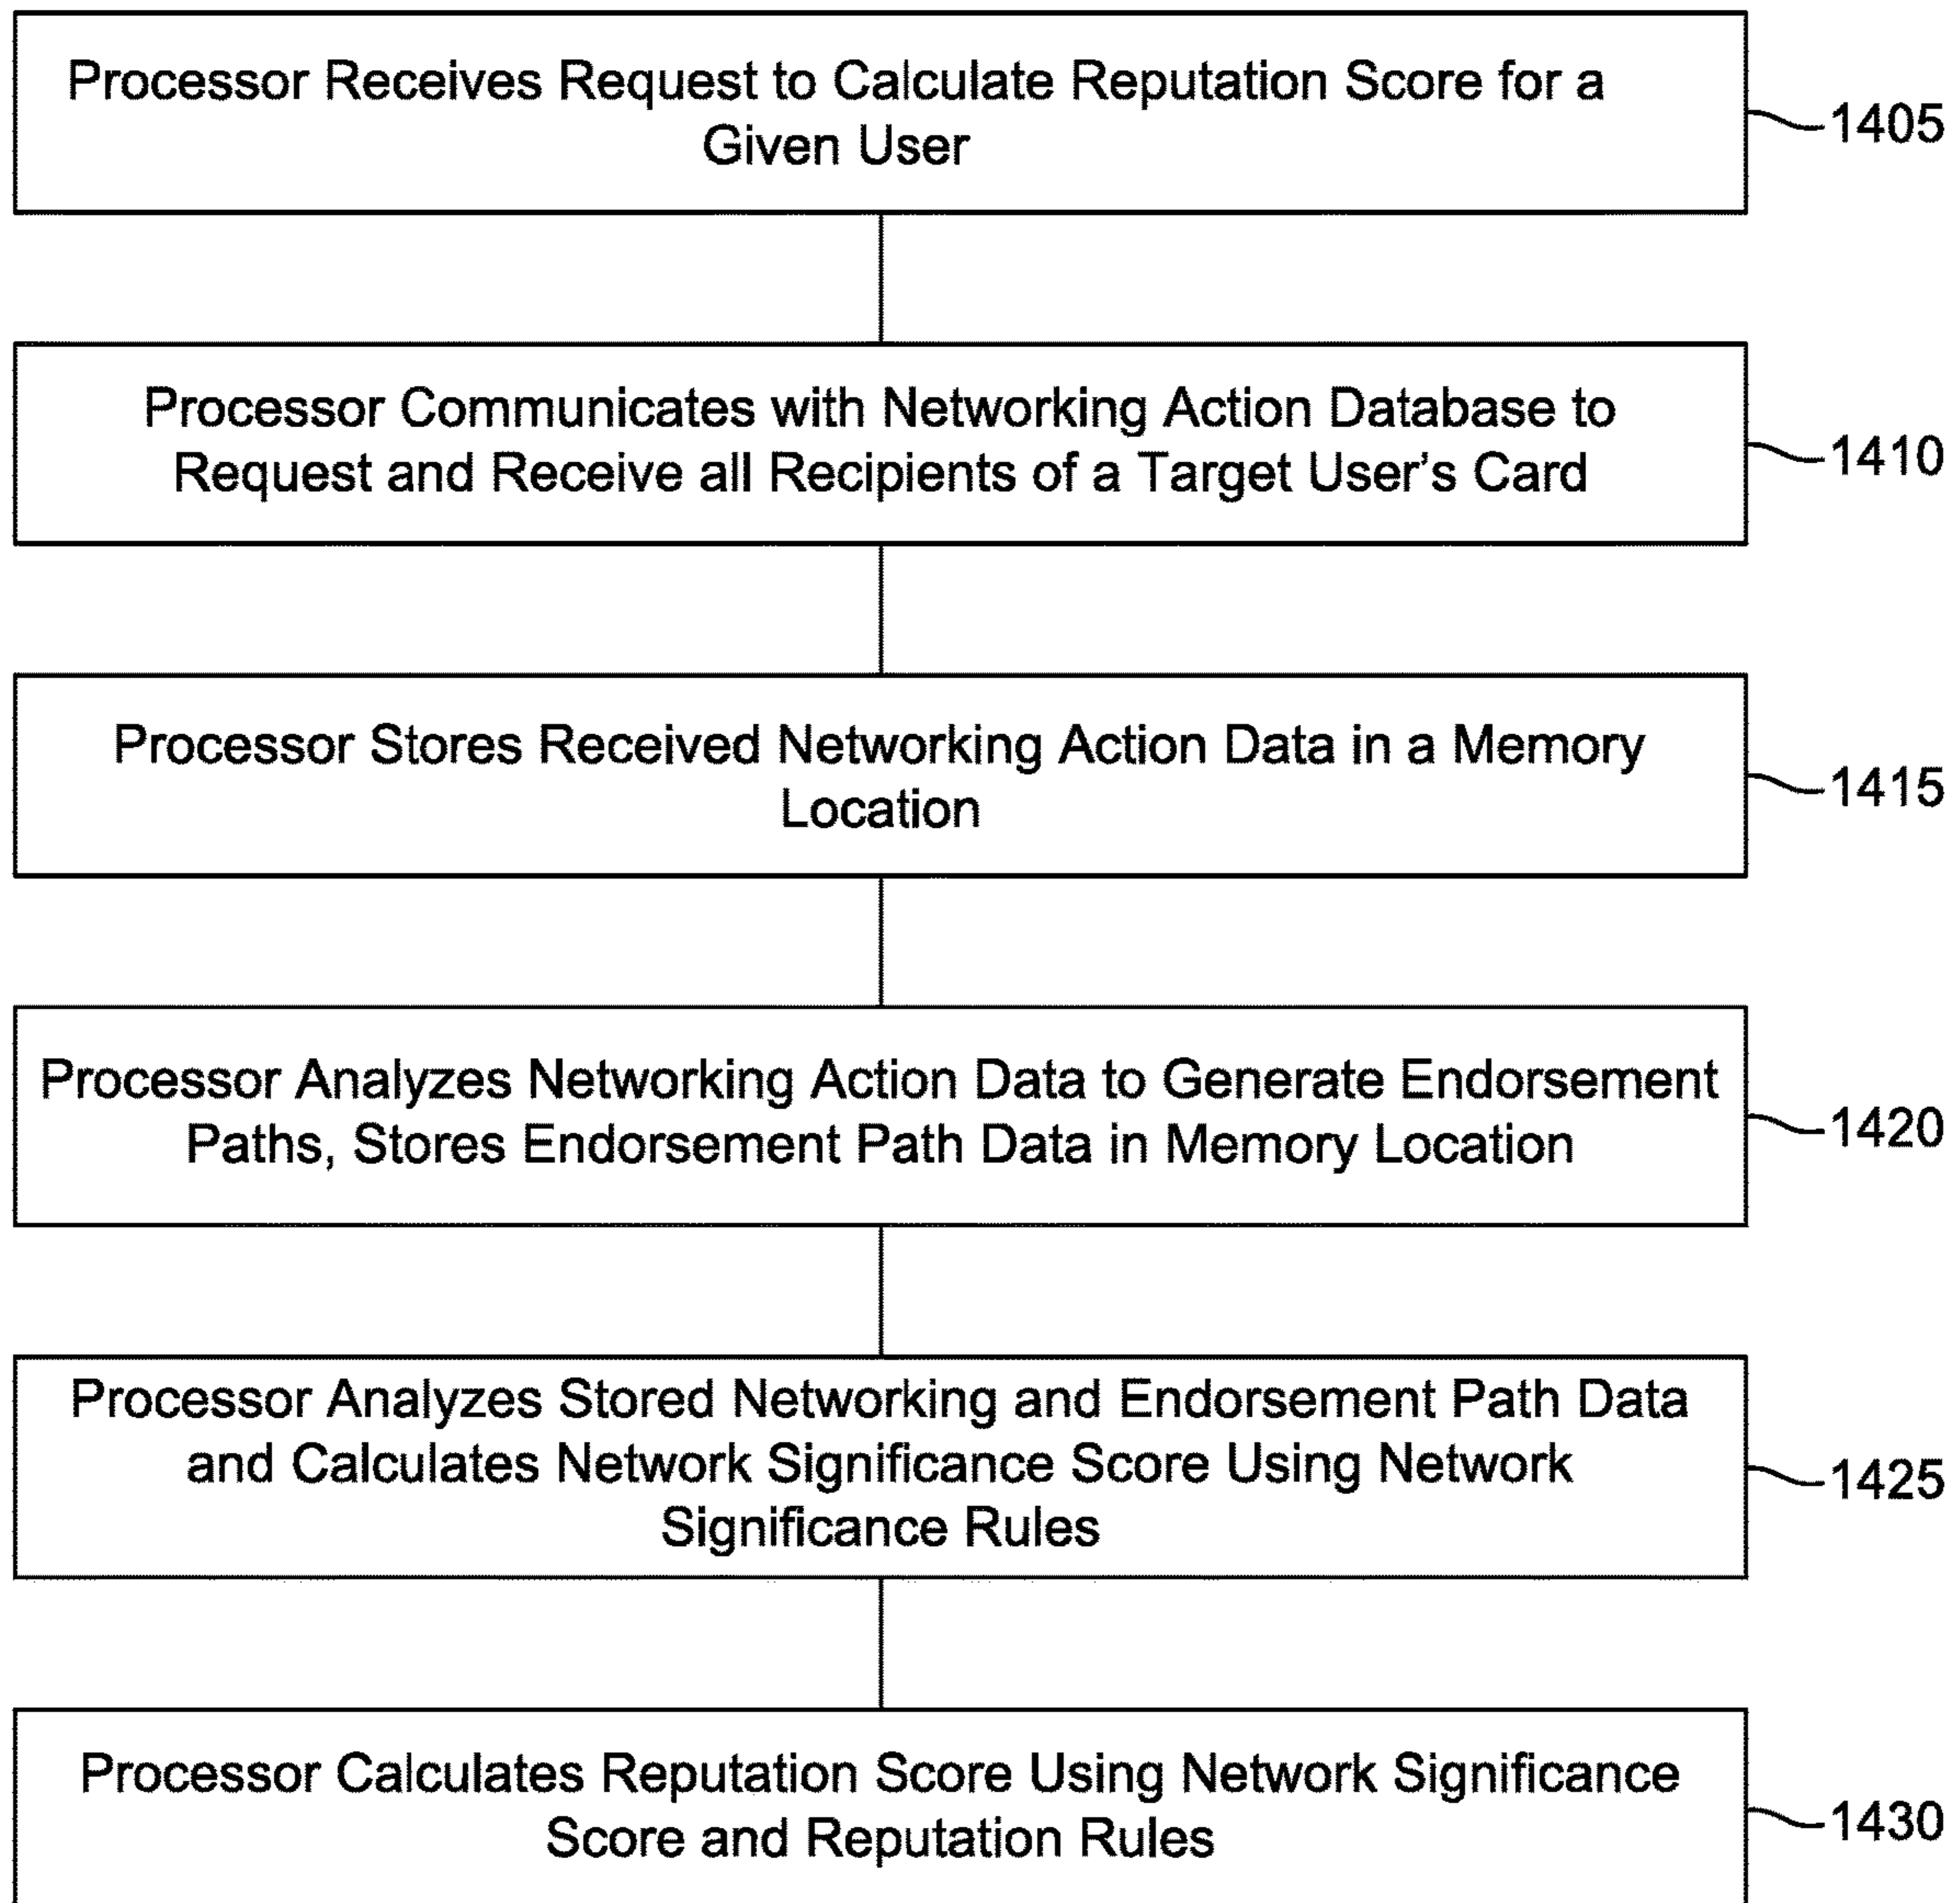 Processor Receives Request to Calculate Reputation Score for a
Given User
1405
Processor Communicates with Networking Action Database to
Request and Receive all Recipients of a Target User's Card
1410
Processor Stores Received Networking Action Data in a Memory
Location
1415
Processor Analyzes Networking Action Data to Generate Endorsement
Paths, Stores Endorsement Path Data in Memory Location
1420
Processor Analyzes Stored Networking and Endorsement Path Data
and Calculates Network Significance Score Using Network
Significance Rules
1425
Processor Calculates Reputation Score Using Network Significance
Score and Reputation Rules
1430